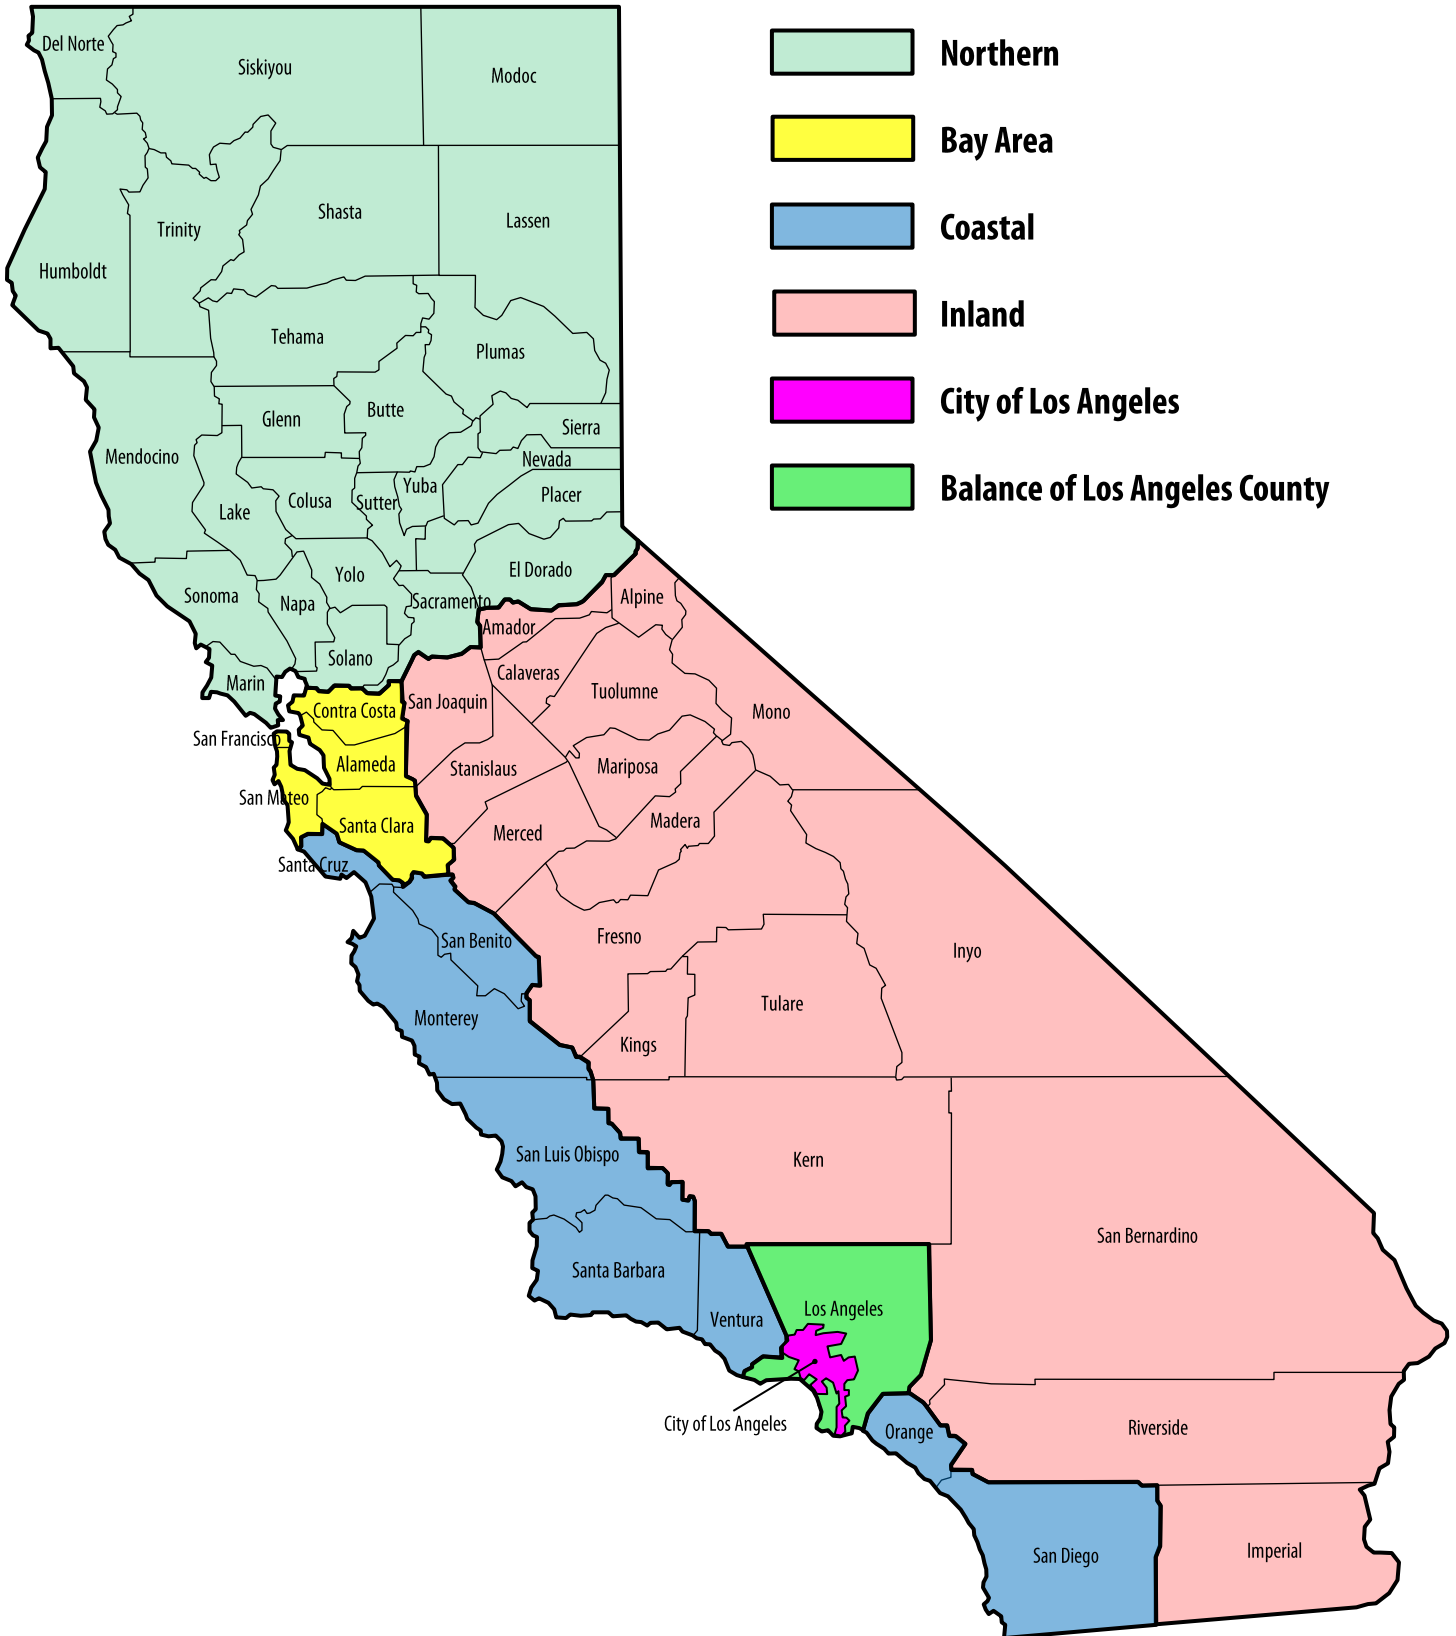 Del Norte
Siskiyou
Modoc
Northern
Bay Area
Coastal
Inland
City of Los Angeles
Balance of Los Angeles County
Shasta
Lassen
Trinity
Humboldt
Tehama
Plumas
Glenn
Butte
Sierra
Mendocino
Nevada
Yuba
Placer
Colusa
Sutter
Lake
El Dorado
Yolo
Sonoma
Napa
Sacramento
Alpine
Amador
Solano
Calaveras
Marin
Tuolumne
San Joaquin
Contra Costa
Mono
San Francisco
Alameda
Stanislaus
Mariposa
San Mateo
Santa Clara
Merced
Madera
Santa Cruz
San Benito
Fresno
Inyo
Monterey
Tulare
Kings
San Luis Obispo
Kern
San Bernardino
Santa Barbara
Ventura
Los Angeles
City of Los Angeles
Orange
Riverside
San Diego
Imperial